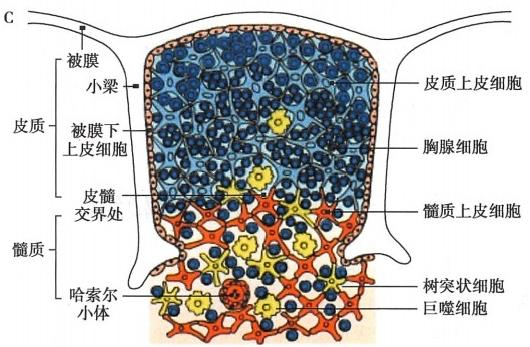 C
被膜
小梁
皮质
被膜下
上皮细胞
皮髓
交界处
髓质
哈索尔
小体
皮质上皮细胞
胸腺细胞
髓质上皮细胞
树突状细胞
巨噬细胞